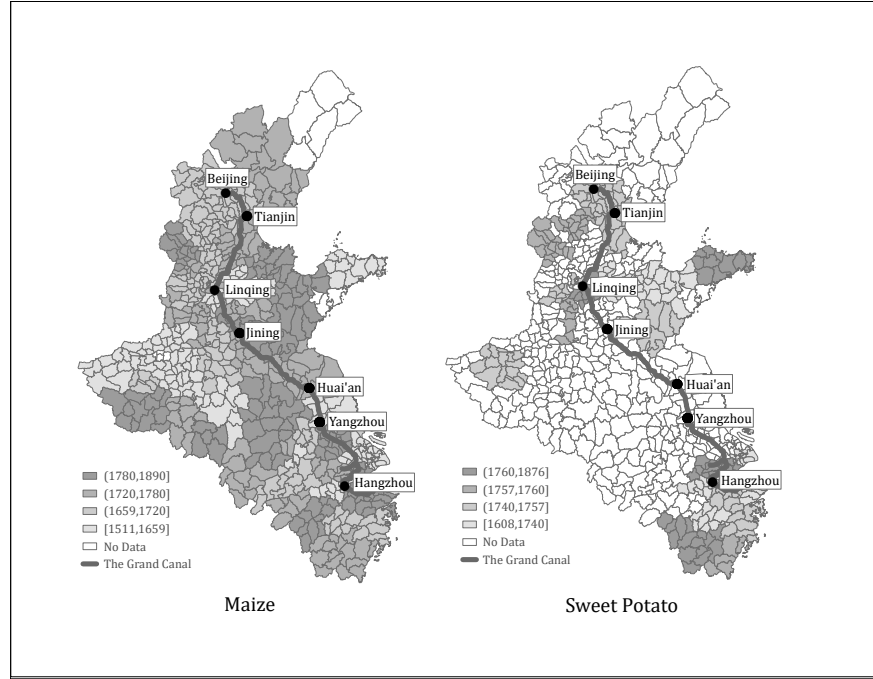 Beijing
Tianjin
Linqing
Jining
Huai'an
Yangzhou
Hangzhou
(1780,1890]
(1720,1780]
(1659,1720]
[1511,1659]
No Data
The Grand Canal
Maize
Beijing
Tianjin
Linqing
Jining
Huai'an
Yangzhou
Hangzhou
(1760,1876]
(1757,1760]
(1740,1757]
[1608,1740]
No Data
The Grand Canal
Sweet Potato